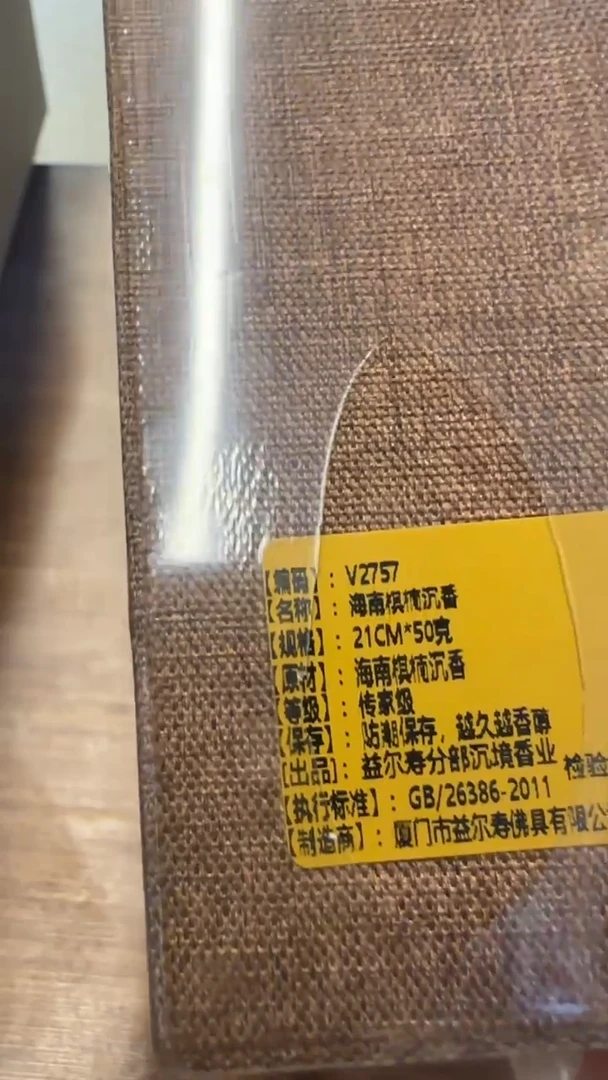 【编码】：V2757
【名称】：海南棋楠沉香
【规格】：21CM*50克
【原材】：海南棋楠沉香
【等级】：传家级
【保存】：防潮保存，越久越香醇
【出品】：益尔寿分部沉境香业 检验
【执行标准】：GB/26386-2011
【制造商】：厦门市益尔寿佛具有限公